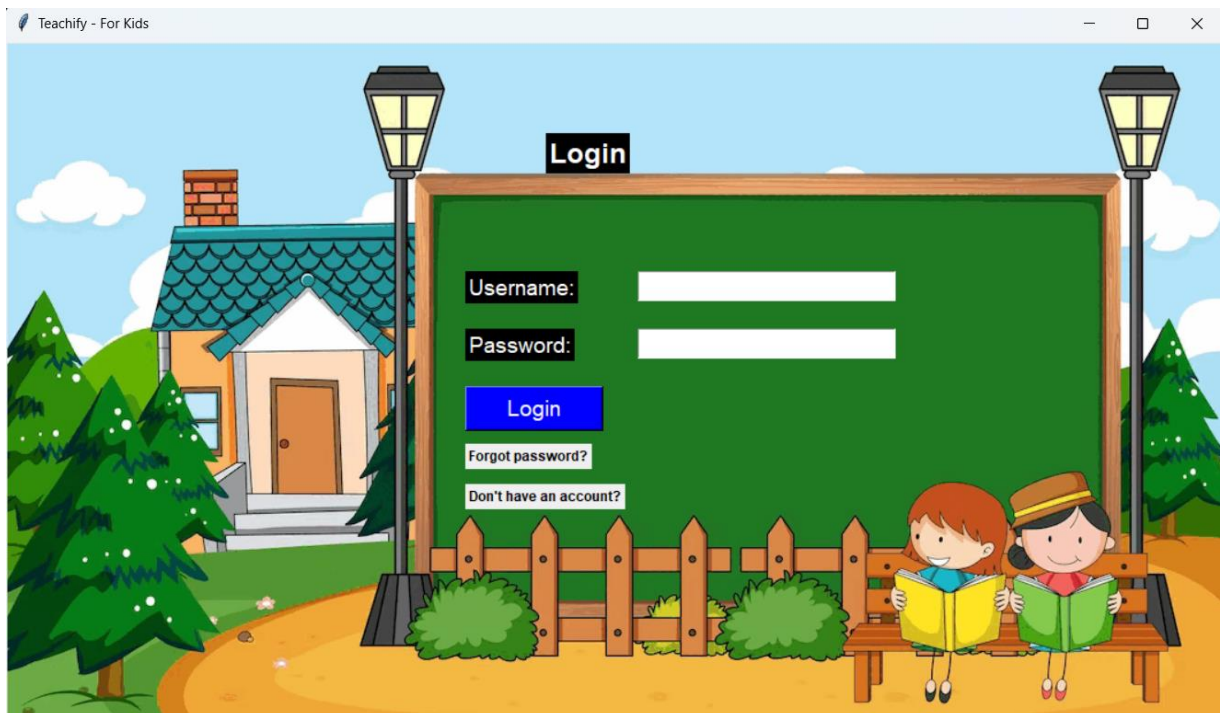 Teachify - For Kids
Login
Username:
Password:
Login
Forgot password?
Don't have an account?